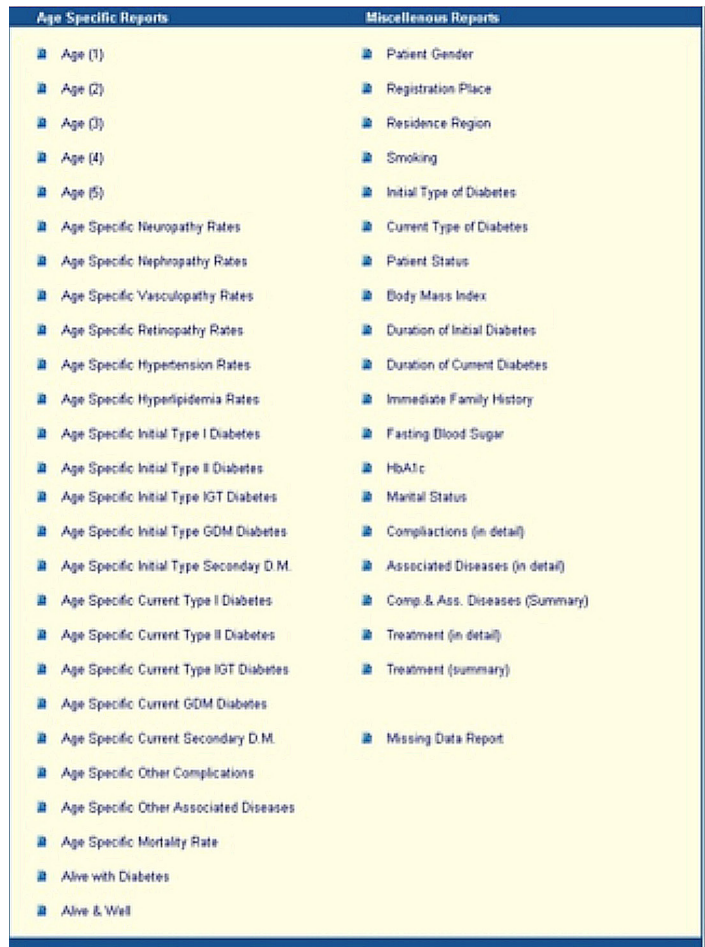 Age Specific Reports
Age (1)
Age (2)
Age (3)
Age (4)
Age (5)
Age Specific Neuropathy Rates
Age Specific Nephropathy Rates
Age Specific Vasculopathy Rates
Age Specific Retinopathy Rates
Age Specific Hypertension Rates
Age Specific Hyperlipidemia Rates
Age Specific Initial Type I Diabetes
Age Specific Initial Type II Diabetes
Age Specific Initial Type IGT Diabetes
Age Specific Initial Type GDM Diabetes
Age Specific Initial Type Seconday D.M.
Age Specific Current Type I Diabetes
Age Specific Current Type II Diabetes
Age Specific Current Type IGT Diabetes
Age Specific Current GDM Diabetes
Age Specific Current Secondary D.M.
Age Specific Other Complications
Age Specific Other Associated Diseases
Age Specific Mortality Rate
Alive with Diabetes
Alive & Well
Miscellenous Reports
Patient Gender
Registration Place
Residence Region
Smoking
Initial Type of Diabetes
Current Type of Diabetes
Patient Status
Body Mass Index
Duration of Initial Diabetes
Duration of Current Diabetes
Immediate Family History
Fasting Blood Sugar
HbA1c
Marital Status
Compliactions (in detail)
Associated Diseases (in detail)
Comp.& Ass. Diseases (Summary)
Treatment (in detail)
Treatment (summary)
Missing Data Report